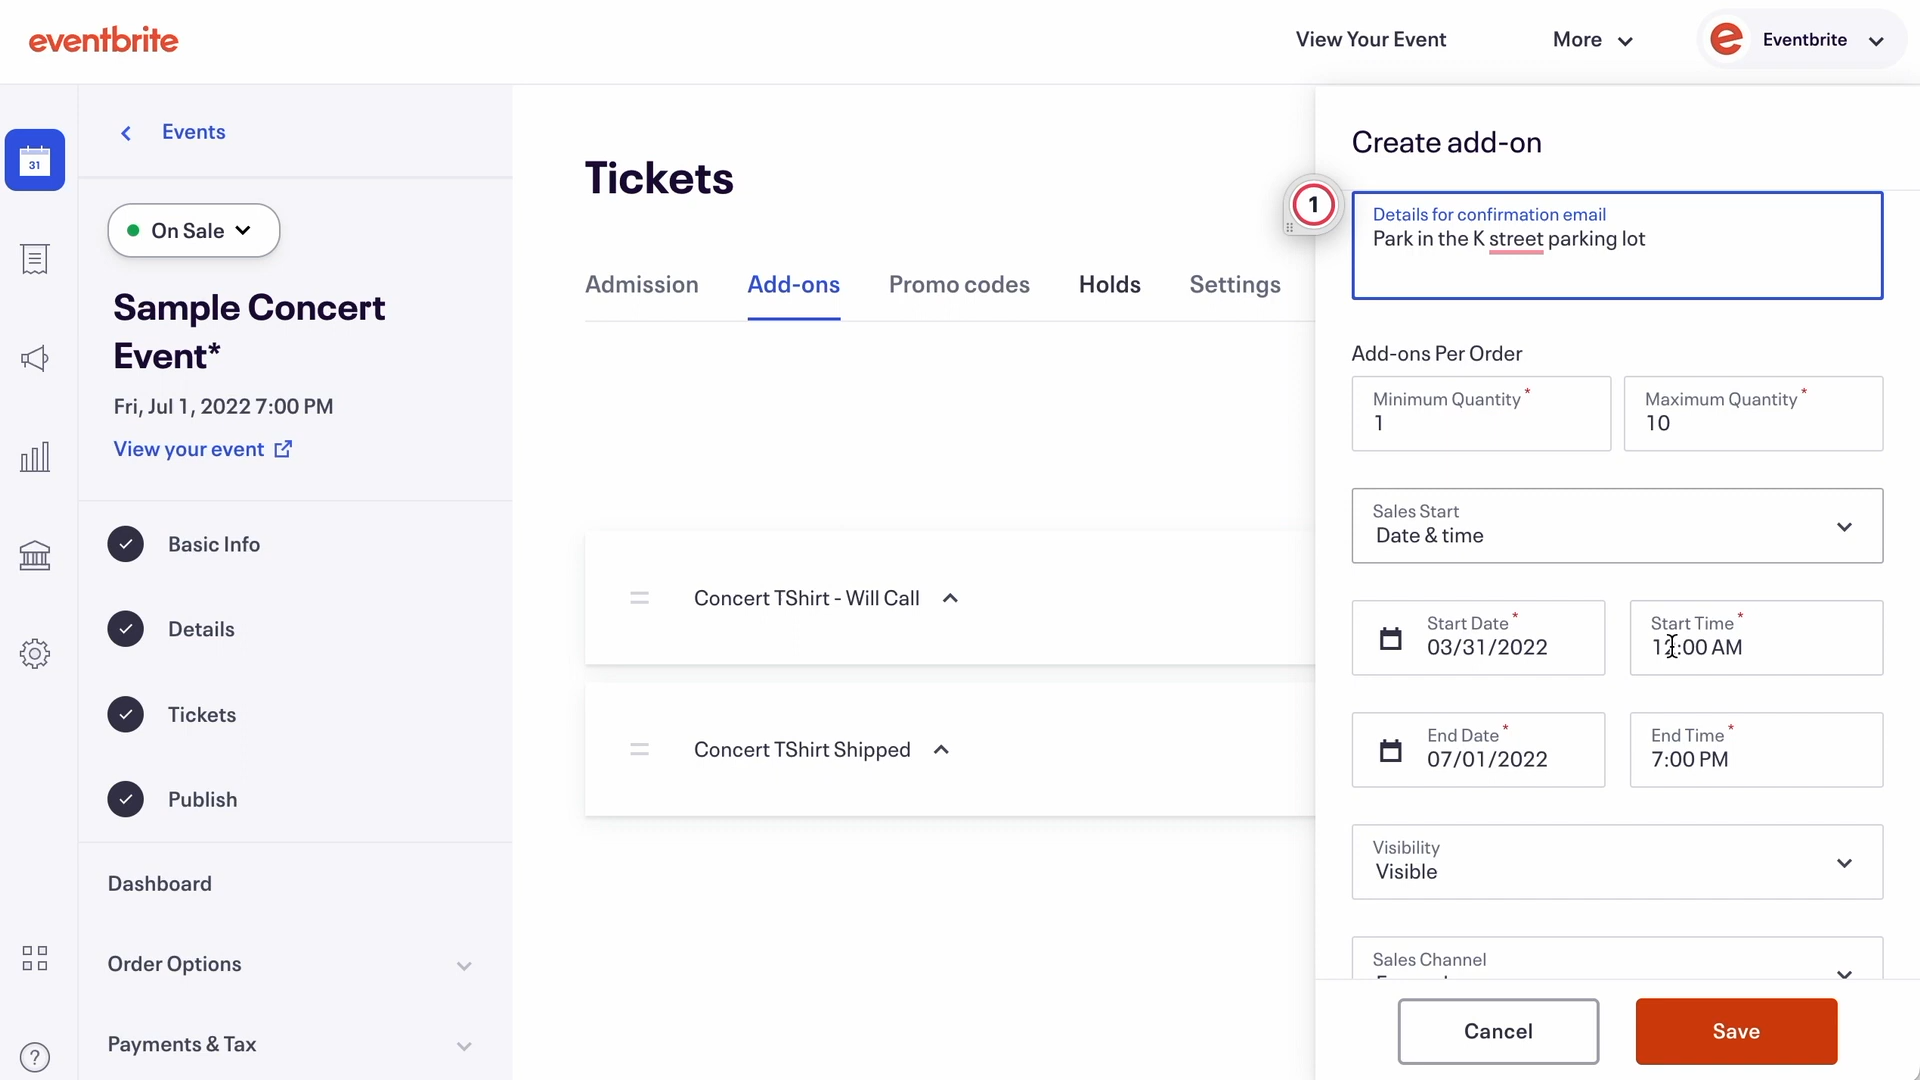 eventbrite
View Your Event
More
Eventbrite
31
Events
On Sale
Sample Concert
Event*
Fri, Jul 1, 2022 7:00 PM
View your event
Basic Info
Details
Tickets
Publish
Dashboard
Order Options
Payments & Tax
?
Tickets
Admission
Add-ons
Promo codes
Holds
Settings
Concert TShirt - Will Call
Concert TShirt Shipped
Create add-on
1
Details for confirmation email
Park in the K street parking lot
Add-ons Per Order
Minimum Quantity *
1
Maximum Quantity *
10
Sales Start
Date & time
Start Date *
03/31/2022
Start Time *
12:00 AM
End Date *
07/01/2022
End Time *
7:00 PM
Visibility
Visible
Sales Channel
Cancel
Save